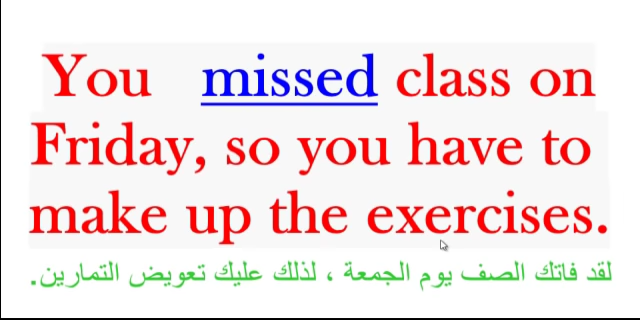 You missed class on
Friday, so you have to
make up the exercises.
لقد فاتك الصف يوم الجمعة ، لذلك عليك تعويض التمارين.